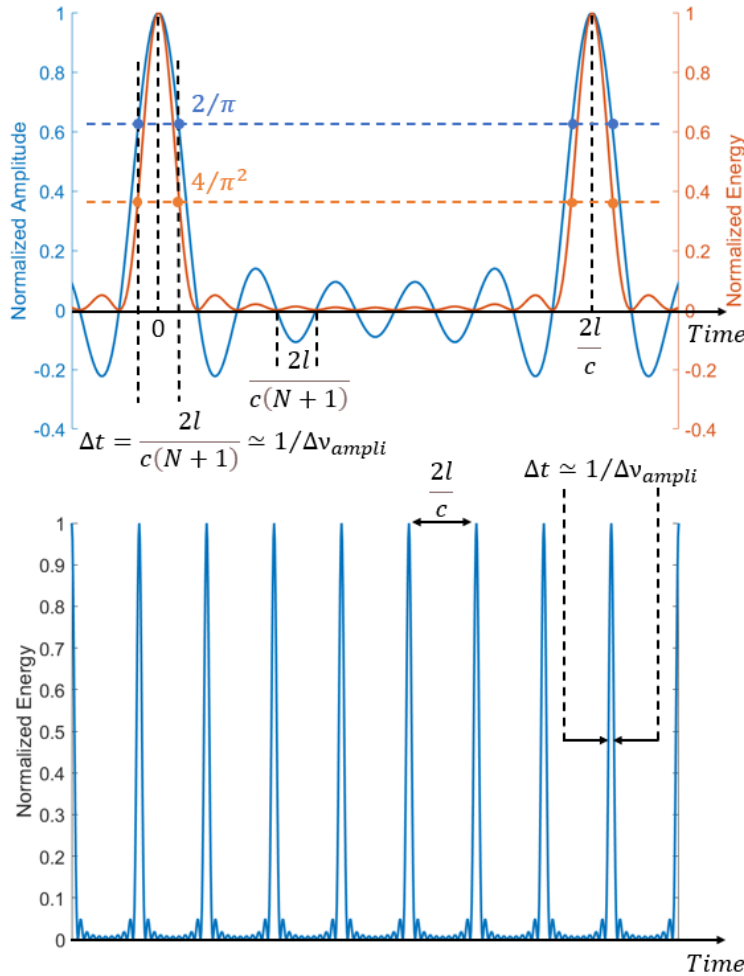 1
1
0.8
0.8
2/π
0.6
0.6
0.4
4/π²
0.4
0.2
0.2
0
0
0
2l/c
Time
-0.2
2l/c(N + 1)
-0.2
-0.4
-0.4
Normalized Amplitude
Normalized Energy
Δt = 2l/c(N + 1) ≃ 1/Δν_ampli
2l/c
Δt ≃ 1/Δν_ampli
1
0.9
0.8
0.7
0.6
0.5
0.4
0.3
0.2
0.1
0
Normalized Energy
Time